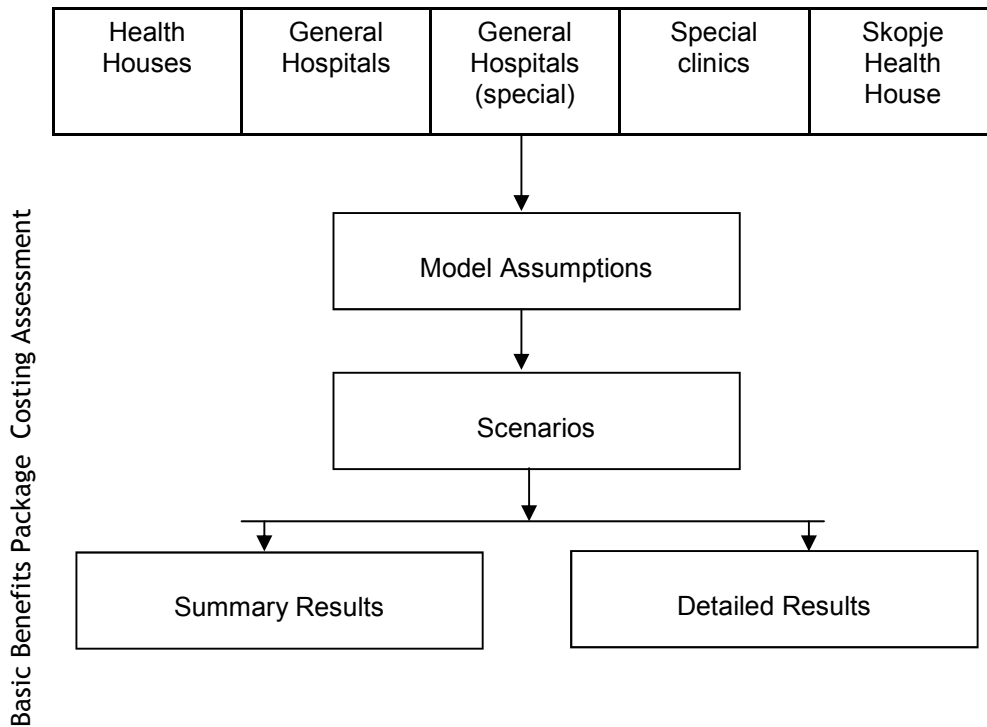 Health
Houses
General
Hospitals
General
Hospitals
(special)
Special
clinics
Skopje
Health
House
Model Assumptions
Scenarios
Summary Results
Detailed Results
Basic Benefits Package Costing Assessment